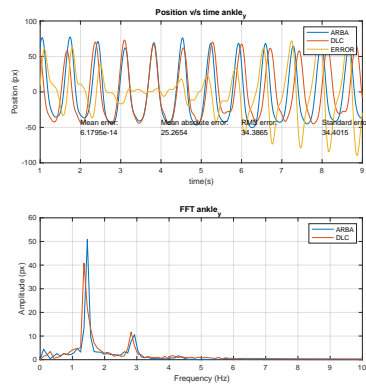 Position v/s time ankle_y
ARBA
DLC
ERROR
Position (px)
100
50
0
-50
-100
Mean error:
6.1795e-14
Mean absolute error:
25.2654
RMS error:
34.3865
Standard erro
34.4015
1 2 3 4 5 6 7 8 9
time(s)
FFT ankle_y
ARBA
DLC
Amplitude (px)
60
50
40
30
20
10
0
0 1 2 3 4 5 6 7 8 9 10
Frequency (Hz)